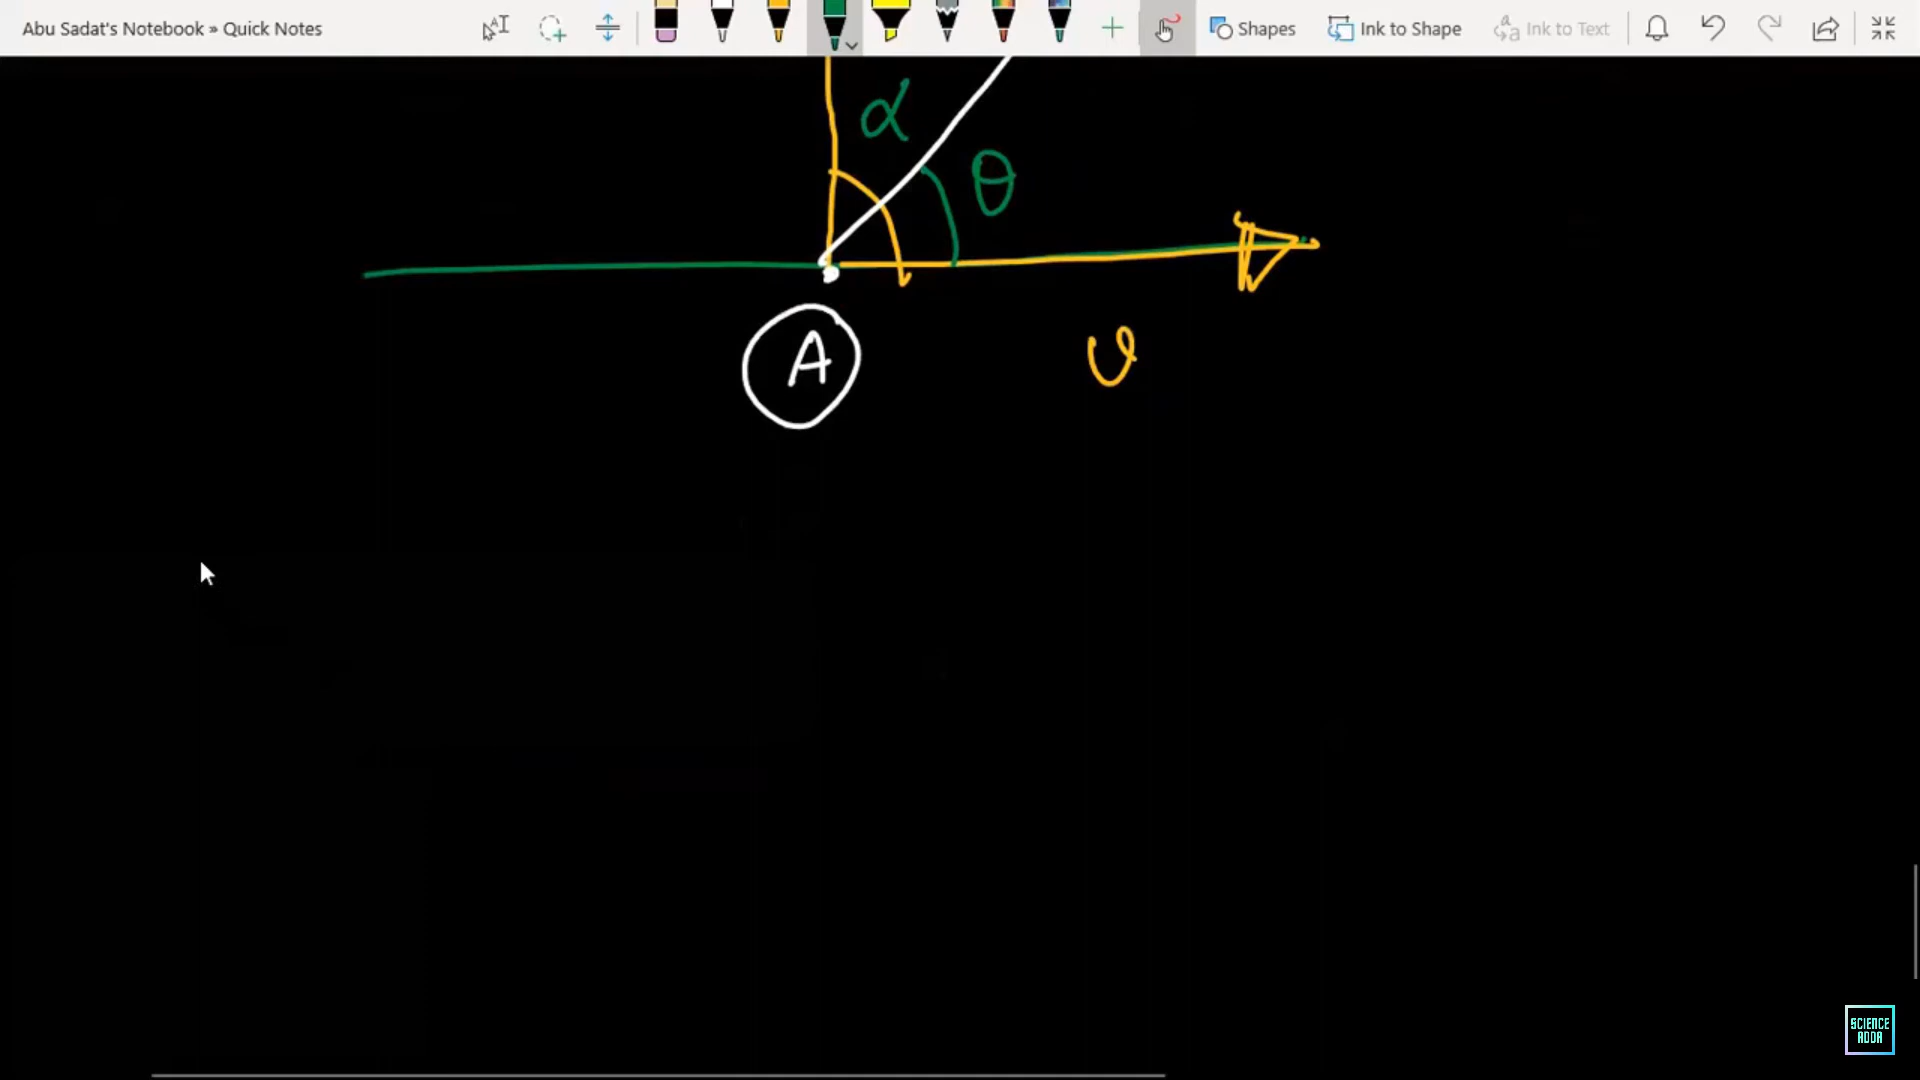 Abu Sadat's Notebook » Quick Notes
Shapes
Ink to Shape
Ink to Text
α
θ
A
υ
SCIENCE
ADDA